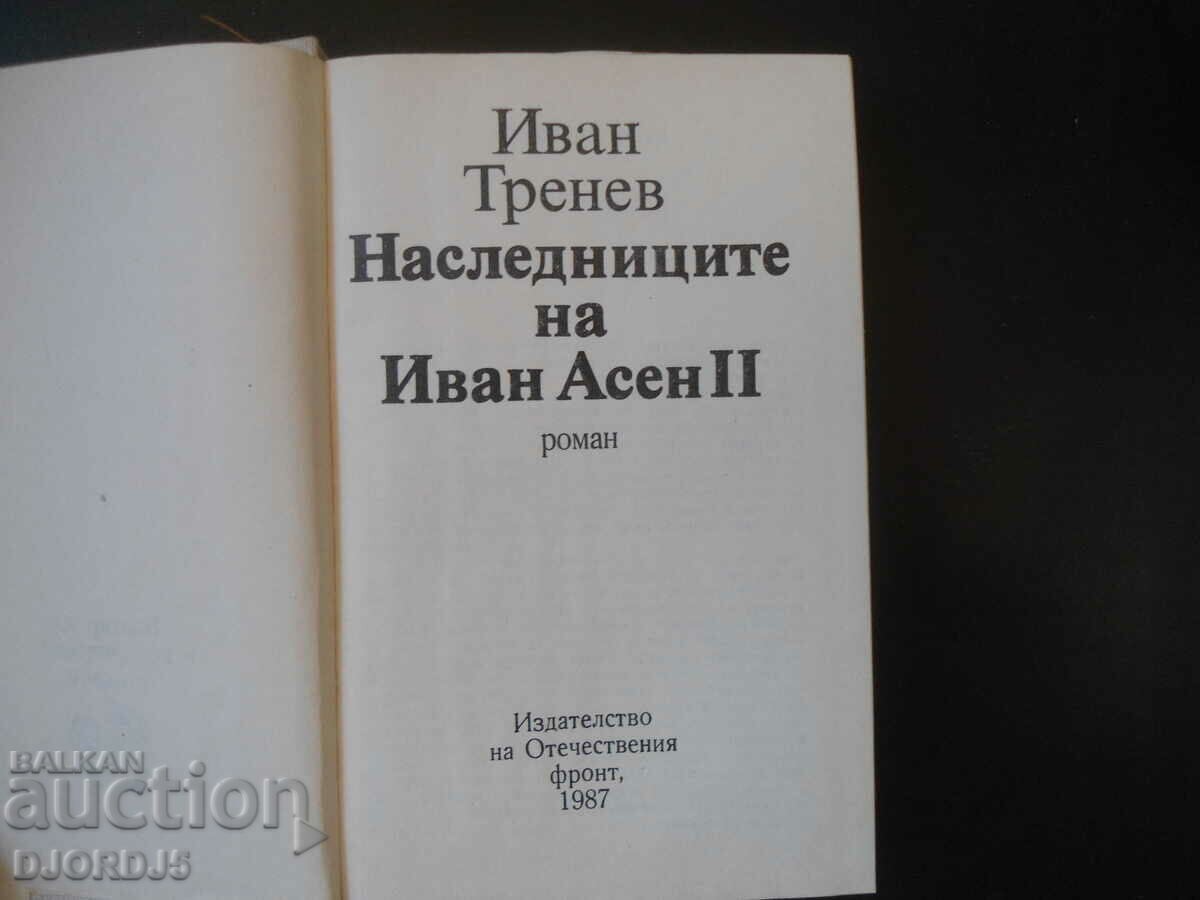 Иван
Тренев
Наследниците
на
Иван Асен II
роман
Издателство
на Отечествения
фронт,
1987
BALKAN
auction
DJORDJ5